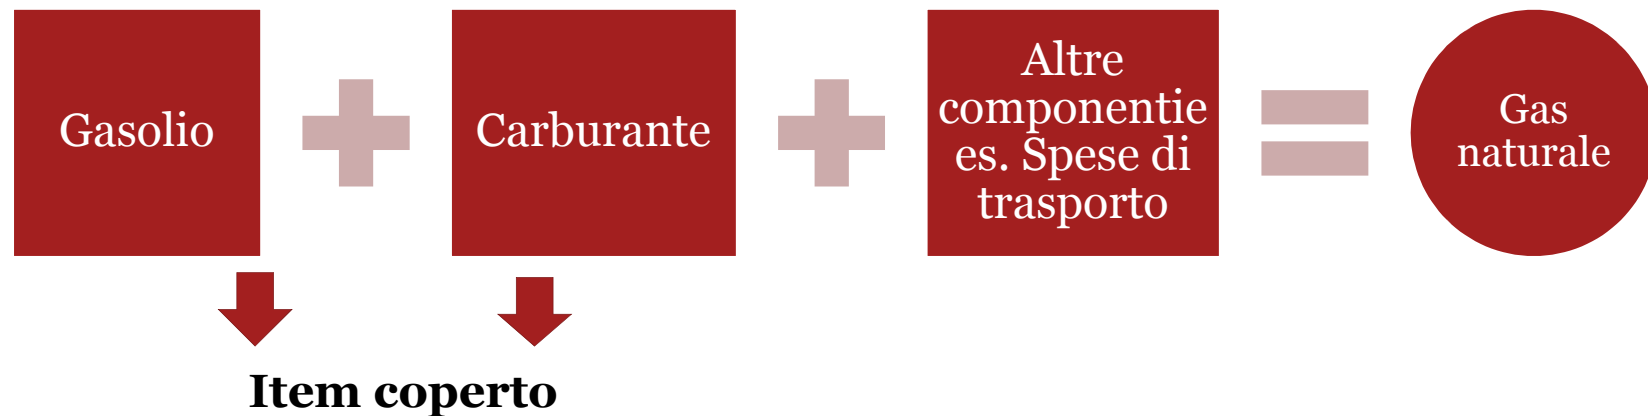 Gasolio
Carburante
Altre
componentie
es. Spese di
trasporto
Gas
naturale
Item coperto